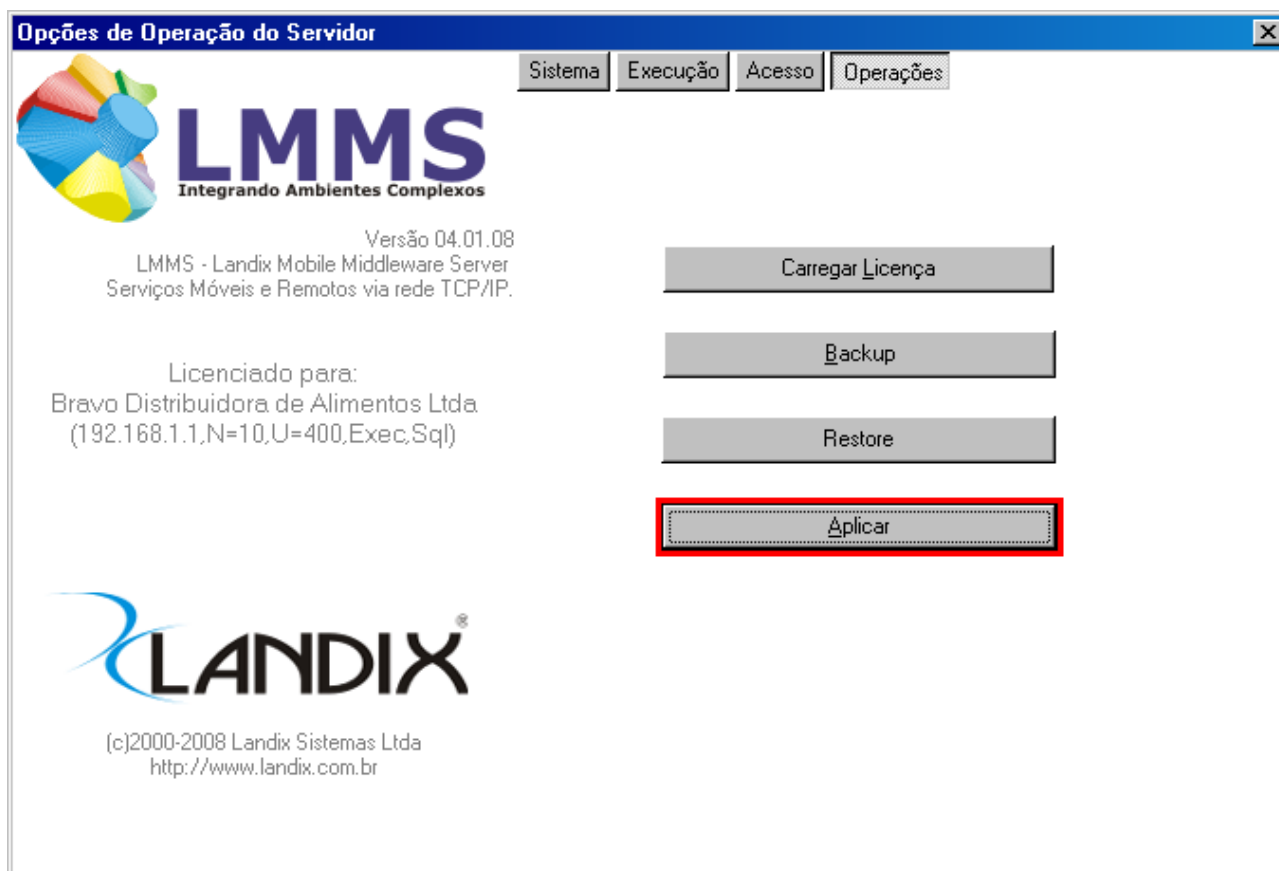 Opções de Operação do Servidor
Sistema
Execução
Acesso
Operações
LMMS
Integrando Ambientes Complexos
Versão 04.01.08
LMMS - Landix Mobile Middleware Server
Serviços Móveis e Remotos via rede TCP/IP.
Licenciado para:
Bravo Distribuidora de Alimentos Ltda
(192.168.1.1,N=10,U=400,Exec,Sql)
Carregar Licença
Backup
Restore
Aplicar
LANDIX®
(c)2000-2008 Landix Sistemas Ltda
http://www.landix.com.br